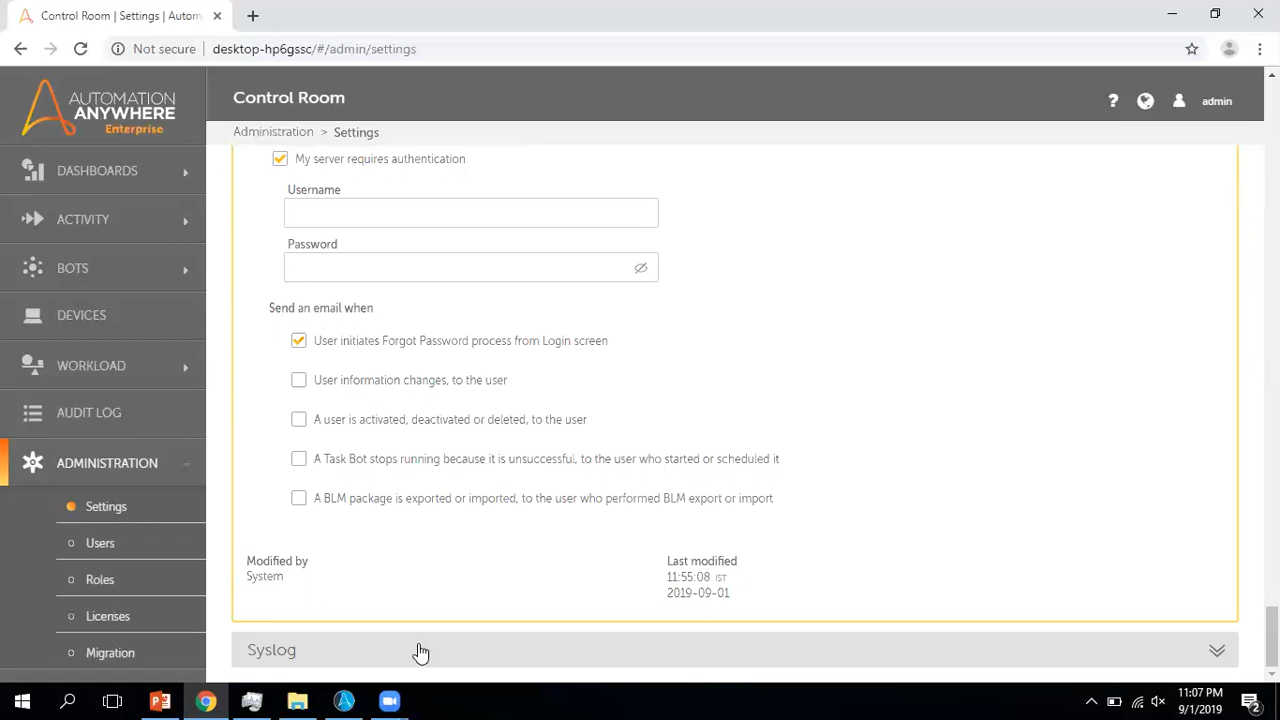 Control Room | Settings | Autom
Not secure | desktop-hp6gssc/#/admin/settings
AUTOMATION
ANYWHERE
Enterprise
Control Room
? admin
Administration > Settings
DASHBOARDS
ACTIVITY
BOTS
DEVICES
WORKLOAD
AUDIT LOG
ADMINISTRATION
Settings
Users
Roles
Licenses
Migration
My server requires authentication
Username
Password
Send an email when
User initiates Forgot Password process from Login screen
User information changes, to the user
A user is activated, deactivated or deleted, to the user
A Task Bot stops running because it is unsuccessful, to the user who started or scheduled it
A BLM package is exported or imported, to the user who performed BLM export or import
Modified by
System
Last modified
11:55:08 IST
2019-09-01
Syslog
11:07 PM
9/1/2019
2